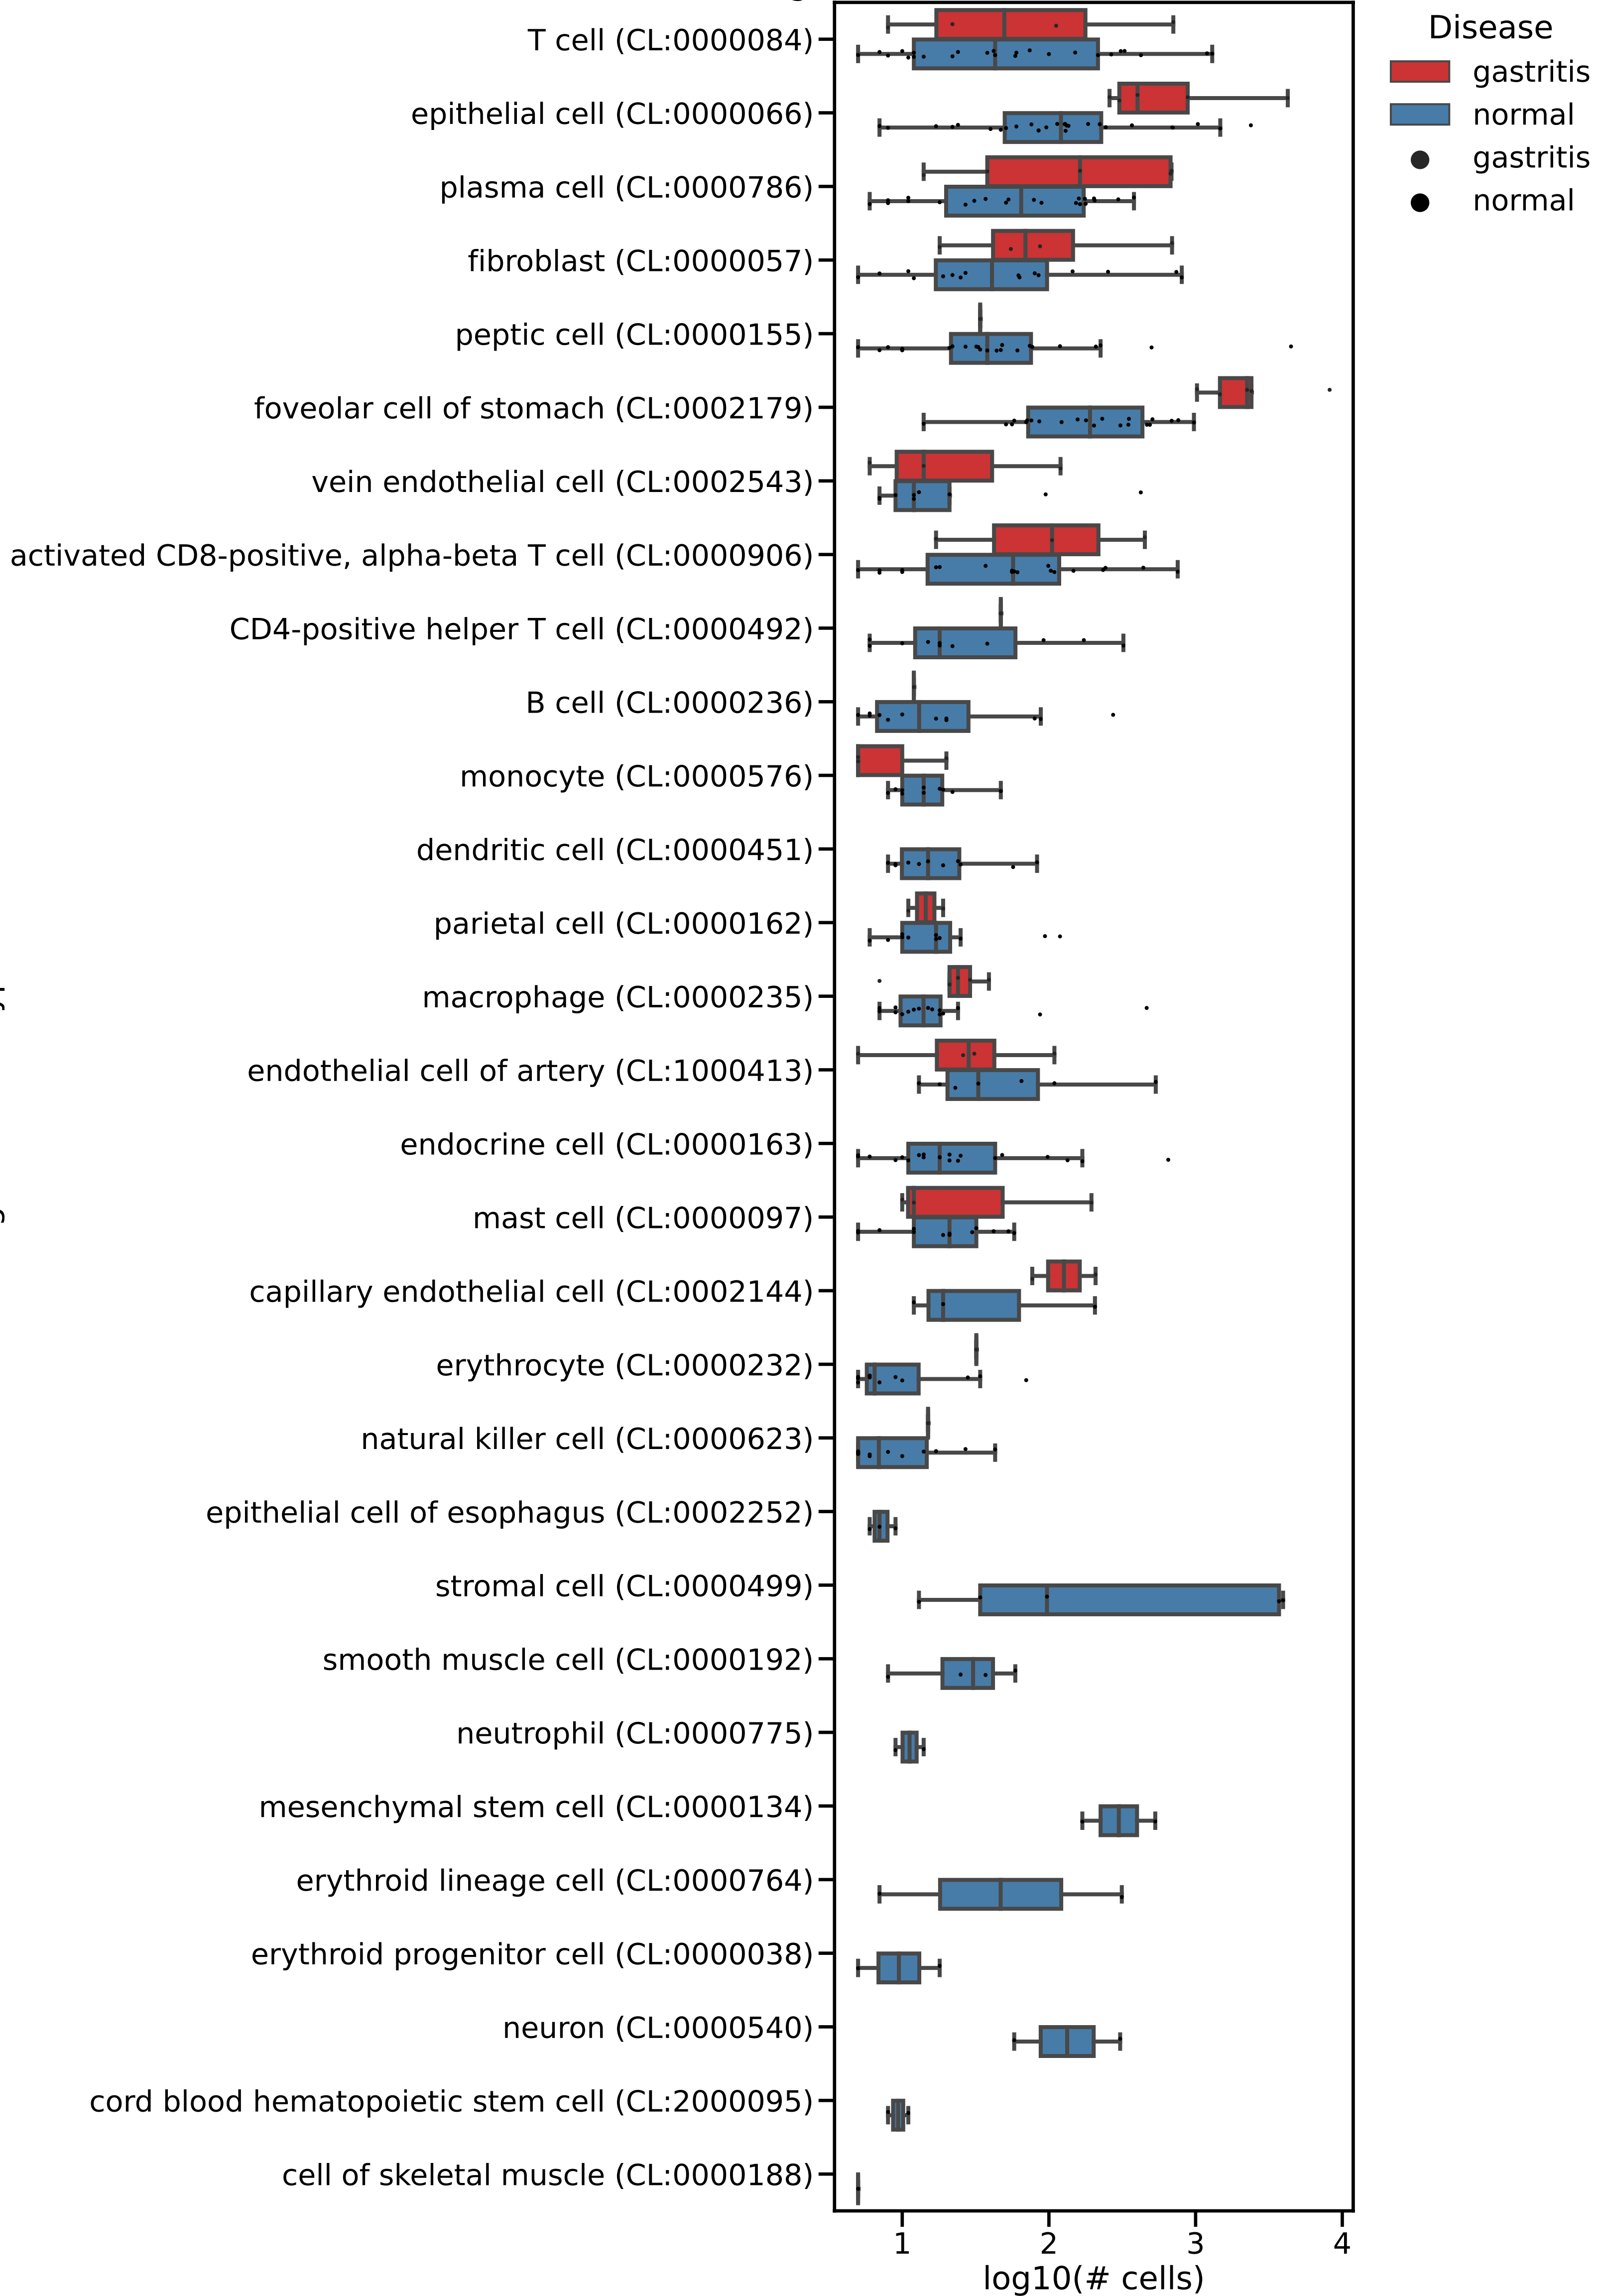 T cell (CL:0000084)
epithelial cell (CL:0000066)
plasma cell (CL:0000786)
fibroblast (CL:0000057)
peptic cell (CL:0000155)
foveolar cell of stomach (CL:0002179)
vein endothelial cell (CL:0002543)
activated CD8-positive, alpha-beta T cell (CL:0000906)
CD4-positive helper T cell (CL:0000492)
B cell (CL:0000236)
monocyte (CL:0000576)
dendritic cell (CL:0000451)
parietal cell (CL:0000162)
macrophage (CL:0000235)
endothelial cell of artery (CL:1000413)
endocrine cell (CL:0000163)
mast cell (CL:0000097)
capillary endothelial cell (CL:0002144)
erythrocyte (CL:0000232)
natural killer cell (CL:0000623)
epithelial cell of esophagus (CL:0002252)
stromal cell (CL:0000499)
smooth muscle cell (CL:0000192)
neutrophil (CL:0000775)
mesenchymal stem cell (CL:0000134)
erythroid lineage cell (CL:0000764)
erythroid progenitor cell (CL:0000038)
neuron (CL:0000540)
cord blood hematopoietic stem cell (CL:2000095)
cell of skeletal muscle (CL:0000188)
1 2 3 4
log10(# cells)
Disease
gastritis
normal
gastritis
normal